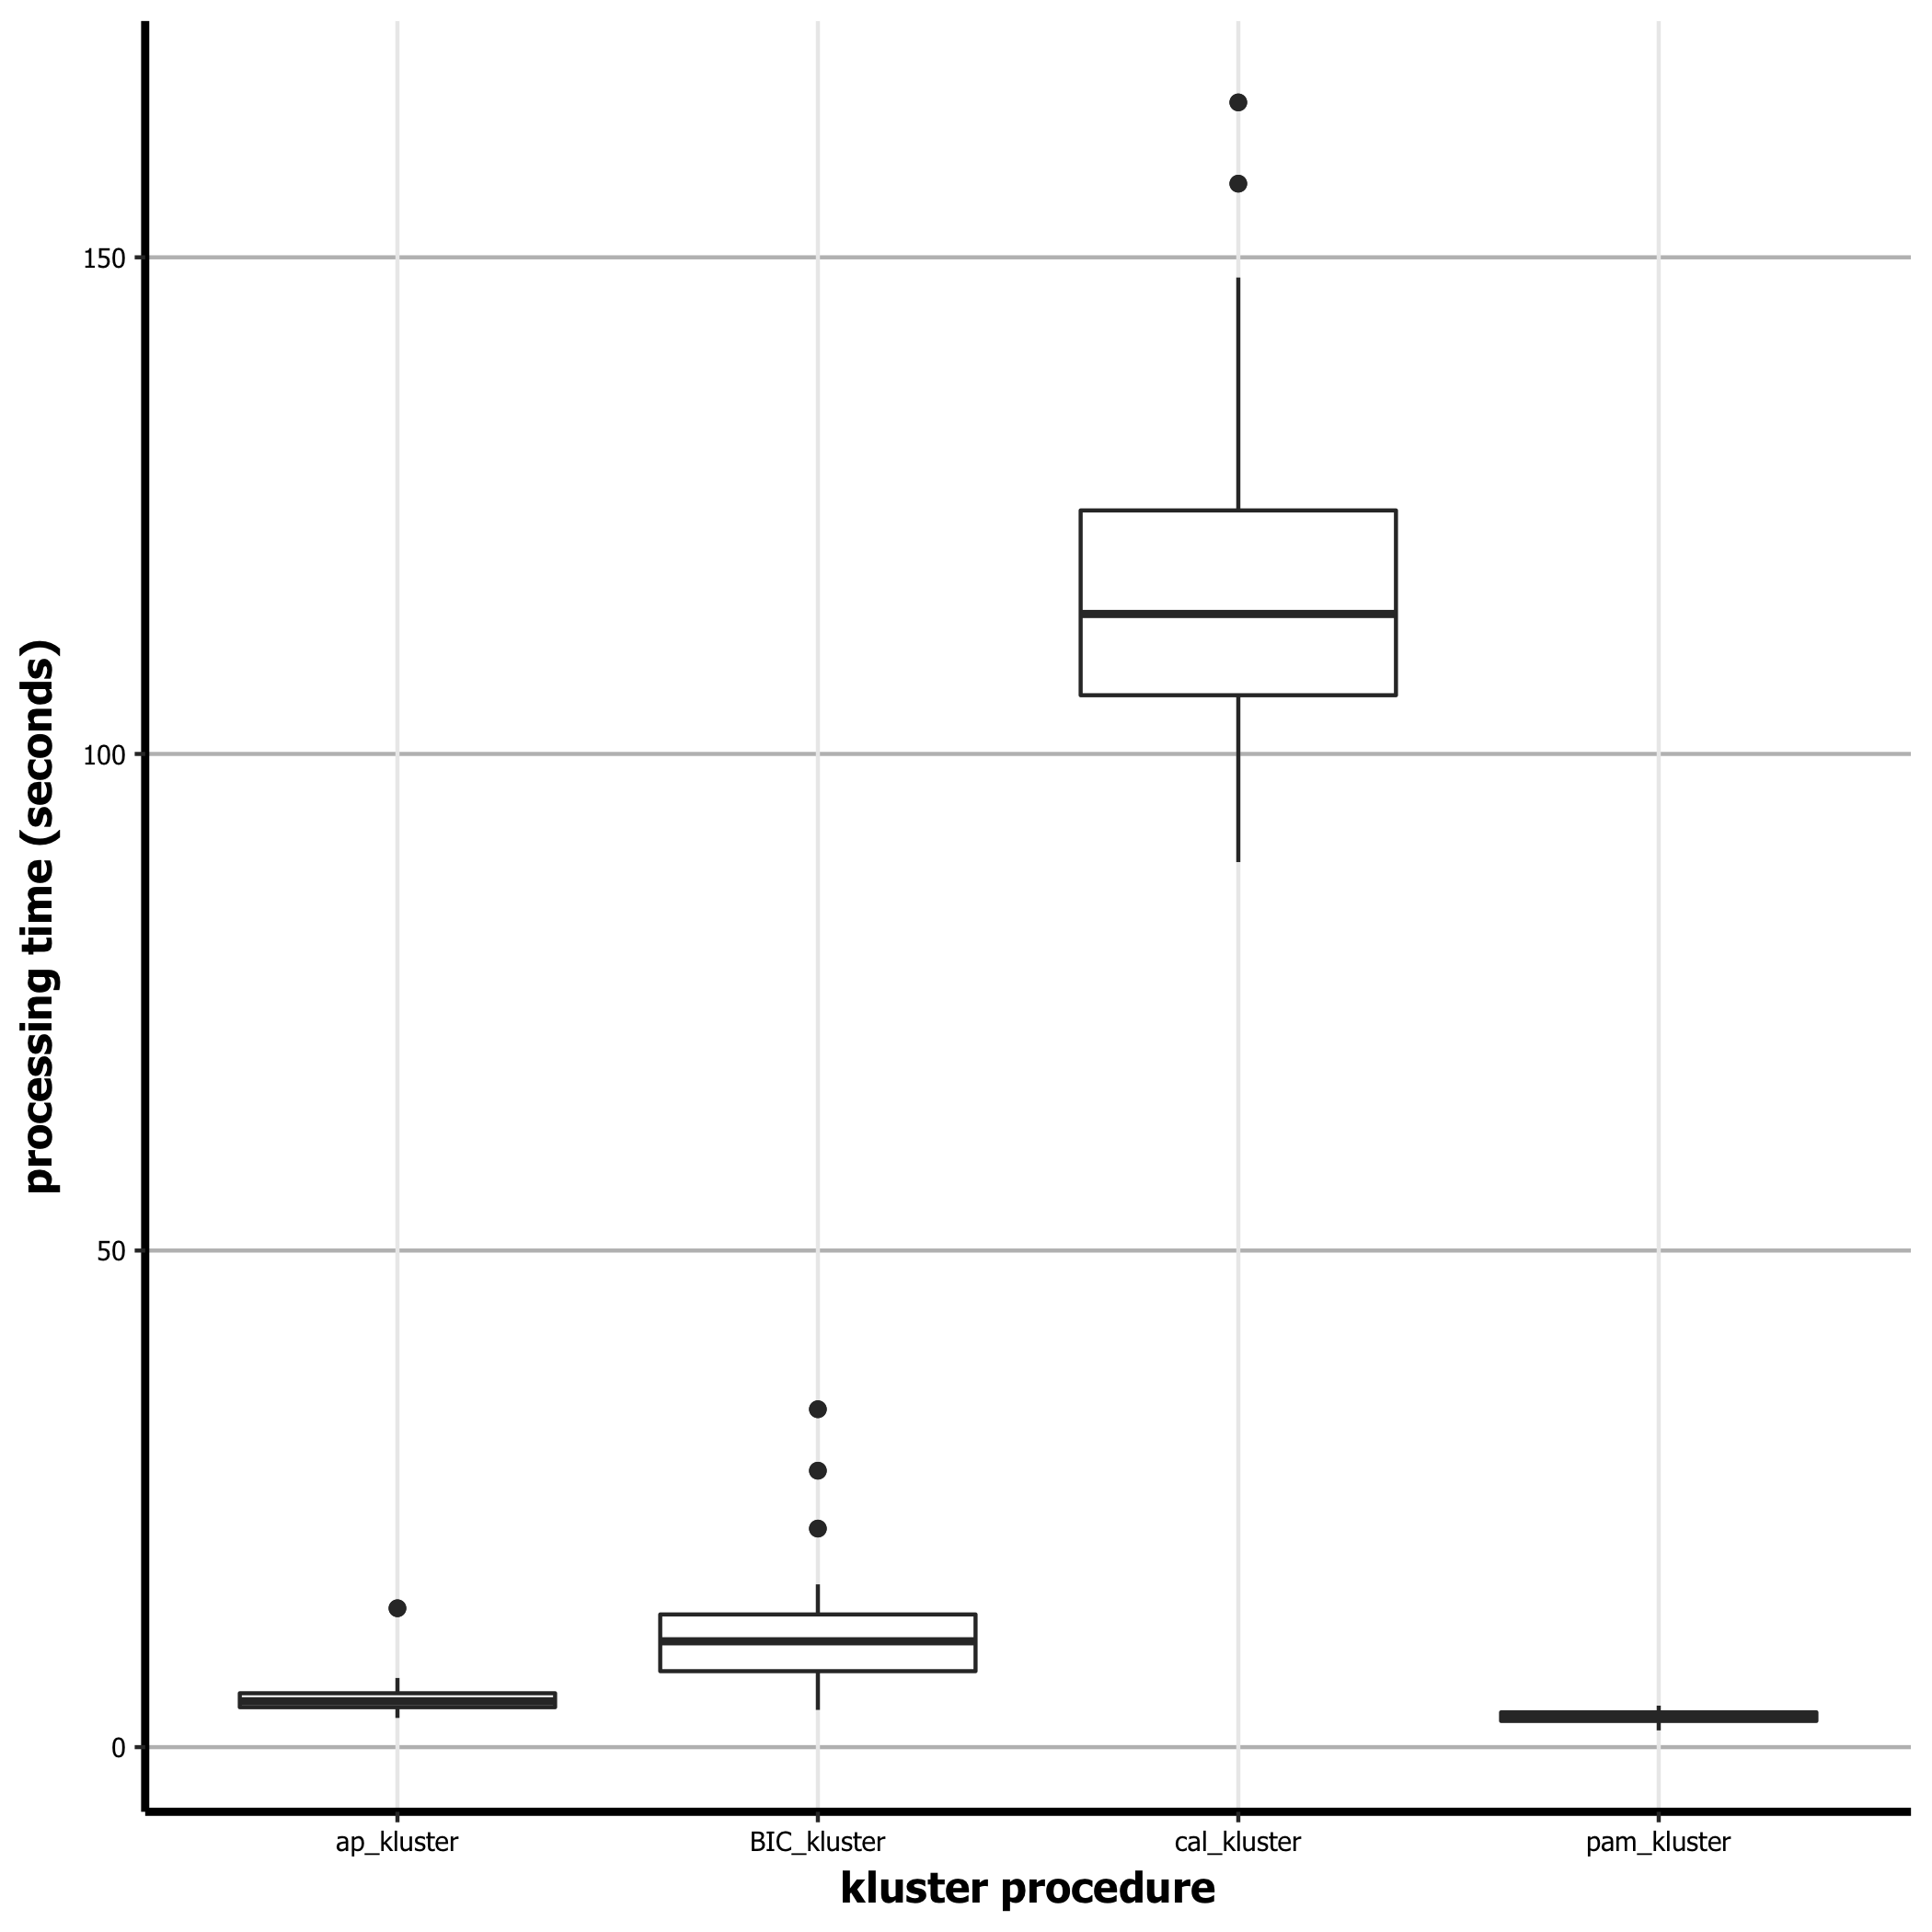 processing time (seconds)
150
100
50
0
ap_kluster
BIC_kluster
cal_kluster
pam_kluster
kluster procedure